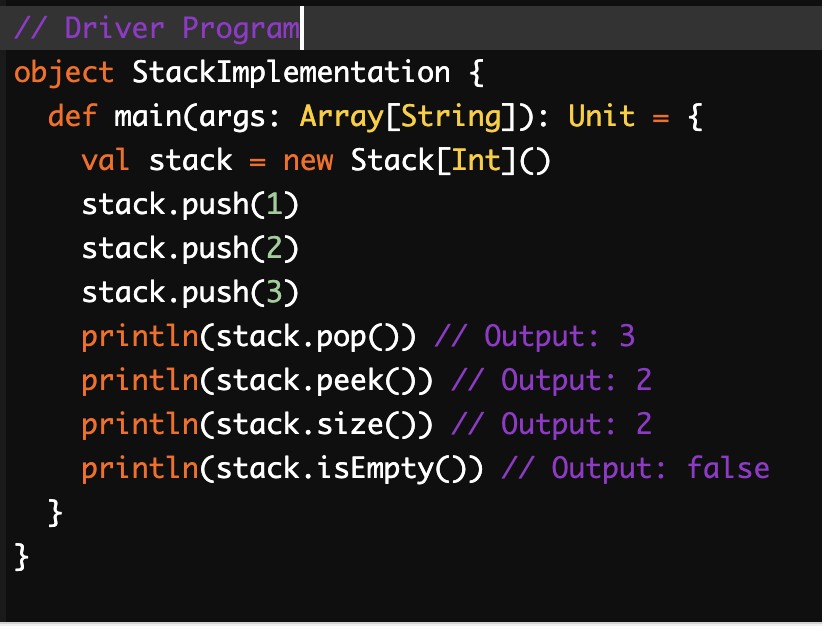 // Driver Program
object StackImplementation {
  def main(args: Array[String]): Unit = {
    val stack = new Stack[Int]()
    stack.push(1)
    stack.push(2)
    stack.push(3)
    println(stack.pop()) // Output: 3
    println(stack.peek()) // Output: 2
    println(stack.size()) // Output: 2
    println(stack.isEmpty()) // Output: false
  }
}